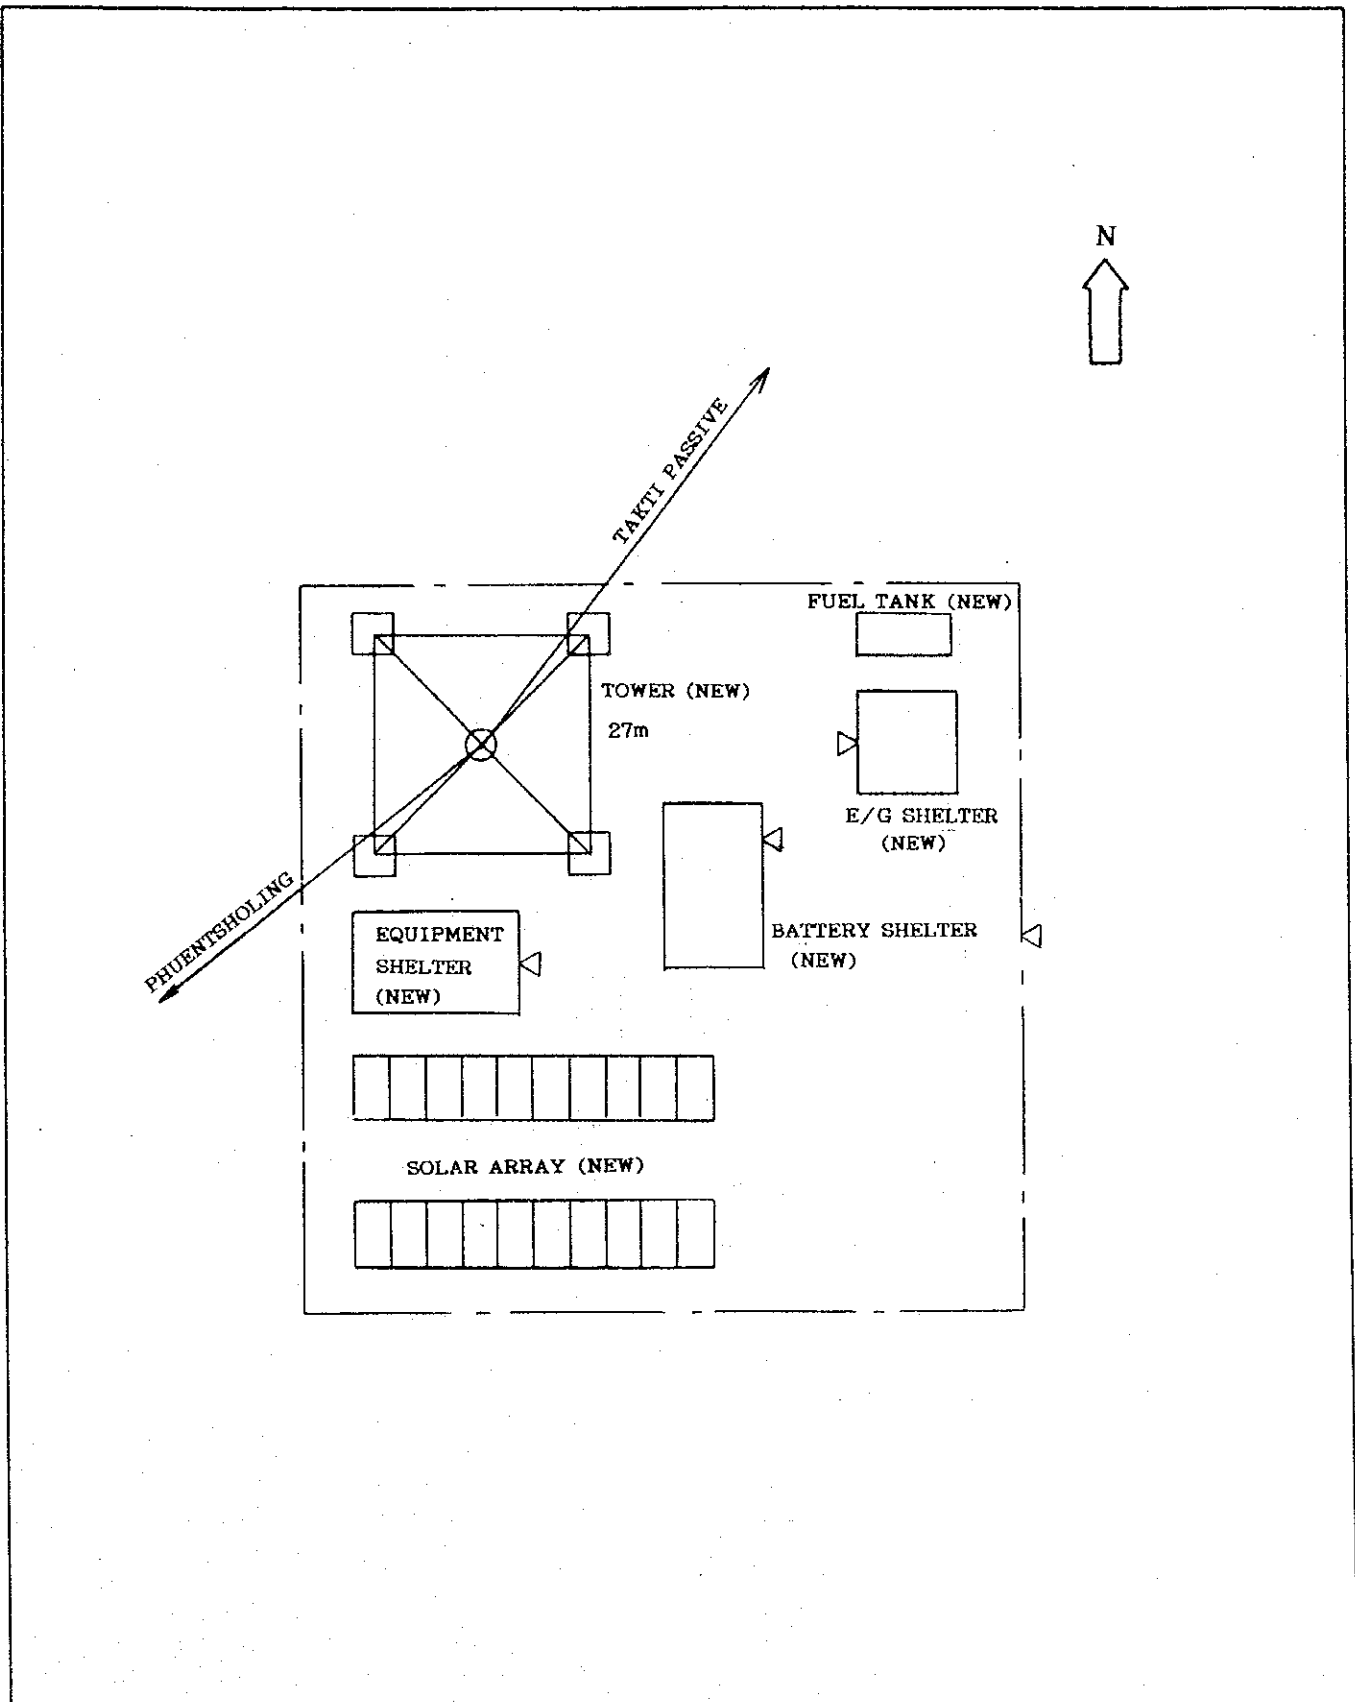 N
TAKTI PASSIVE
FUEL TANK (NEW)
TOWER (NEW)
27m
E/G SHELTER
(NEW)
PHUENTSHOLING
EQUIPMENT
SHELTER
(NEW)
BATTERY SHELTER
(NEW)
SOLAR ARRAY (NEW)